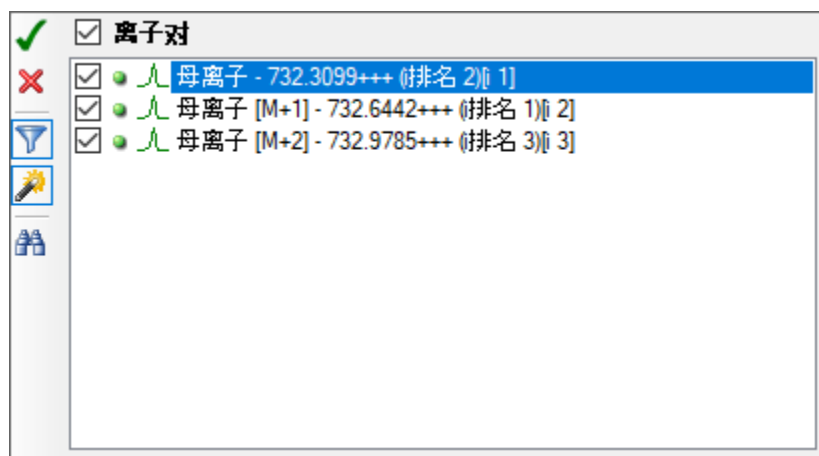 离子对
母离子 - 732.3099+++ (i排名 2)[i 1]
母离子 [M+1] - 732.6442+++ (i排名 1)[i 2]
母离子 [M+2] - 732.9785+++ (i排名 3)[i 3]